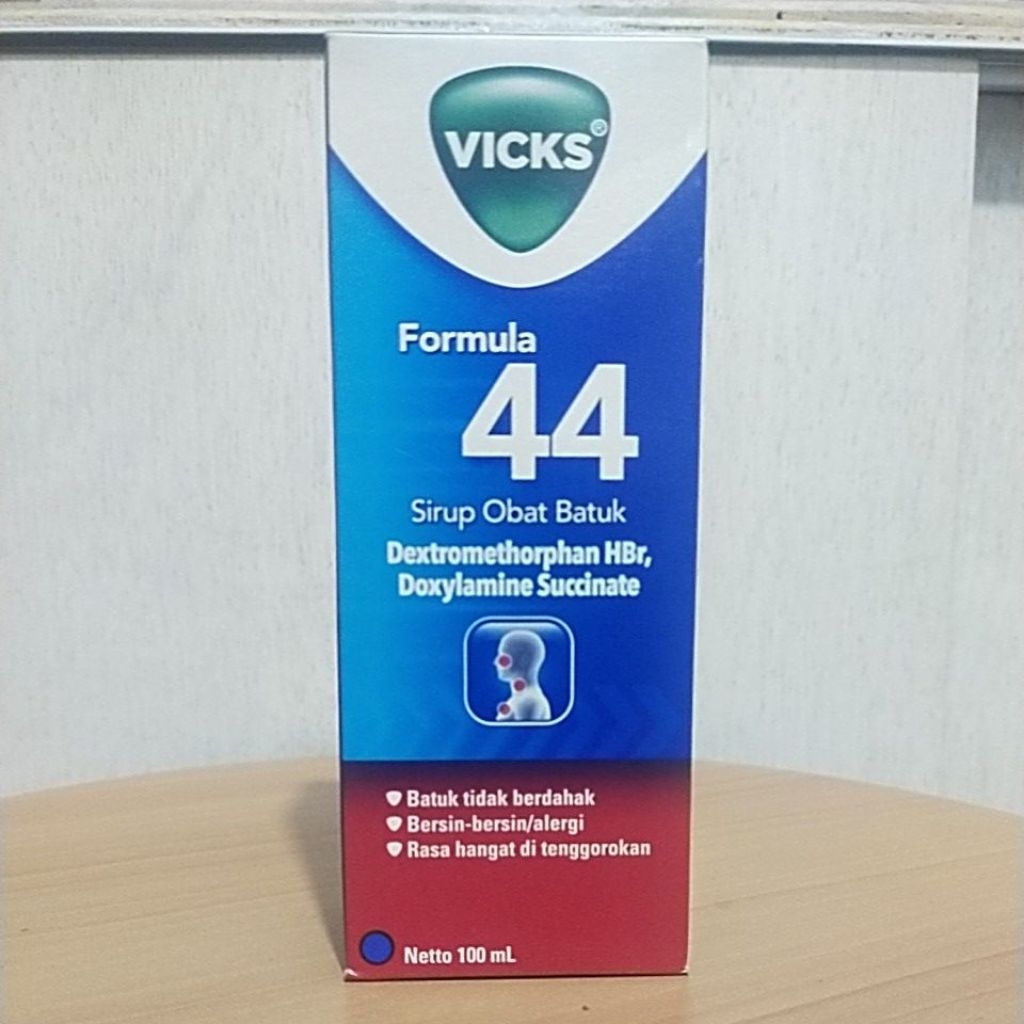 VICKS®
Formula
44
Sirup Obat Batuk
Dextromethorphan HBr,
Doxylamine Succinate
Batuk tidak berdahak
Bersin-bersin/alergi
Rasa hangat di tenggorokan
Netto 100 mL